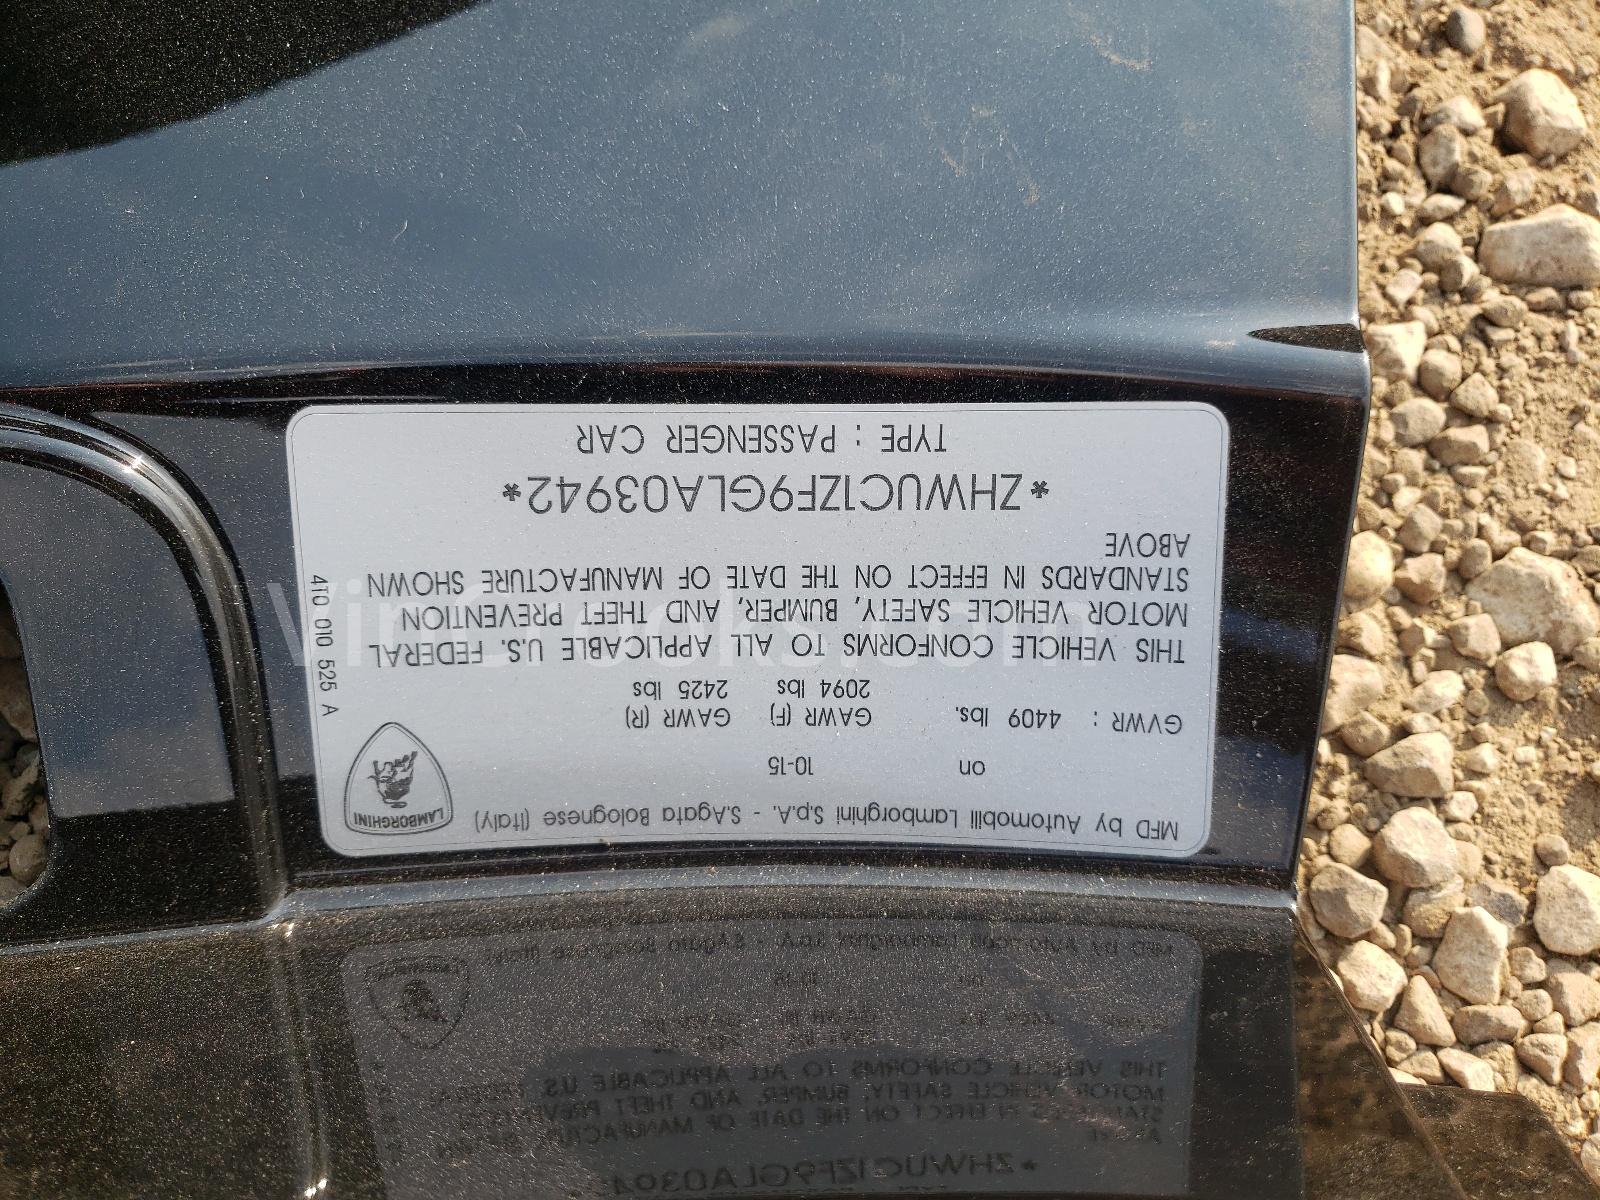 MFD by Automobili Lamborghini S.p.A. - S.Agata Bolognese (Italy)
on 10-15
LAMBORGHINI
GVWR : 4409 lbs. GAWR (F) GAWR (R)
2094 lbs 2425 lbs
THIS VEHICLE CONFORMS TO ALL APPLICABLE U.S. FEDERAL
MOTOR VEHICLE SAFETY, BUMPER, AND THEFT PREVENTION
STANDARDS IN EFFECT ON THE DATE OF MANUFACTURE SHOWN
ABOVE
*ZHWUC1ZF9GLA03942*
TYPE : PASSENGER CAR
4T0 010 525 A